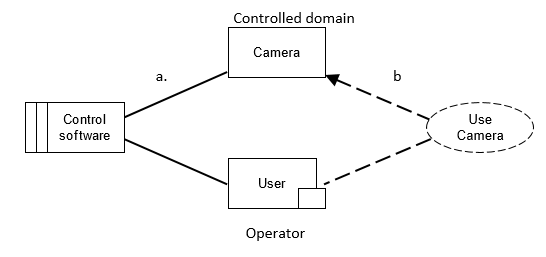 Controlled domain
Camera
a.
b
Control
software
Use
Camera
User
Operator